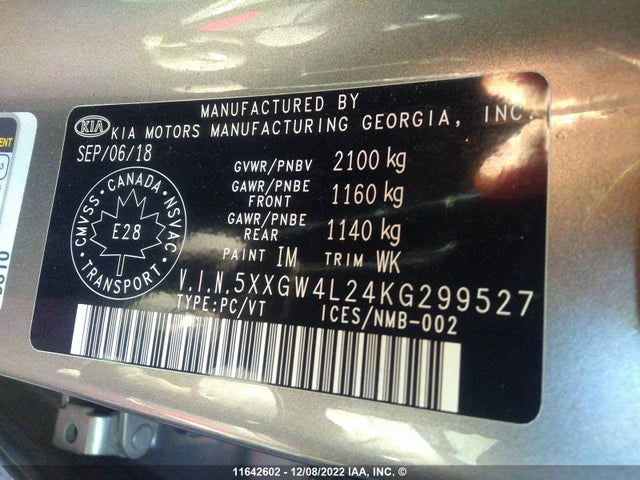 MANUFACTURED BY
KIA KIA MOTORS MANUFACTURING GEORGIA, INC.
SEP/06/18
GVWR/PNBV 2100 kg
GAWR/PNBE FRONT 1160 kg
GAWR/PNBE REAR 1140 kg
PAINT IM TRIM WK
CANADA · NSVAC · TRANSPORT · CMVSS ·
E28
V.I.N.5XXGW4L24KG299527
TYPE:PC/VT ICES/NMB-002
11642602 - 12/08/2022 IAA, INC. ©